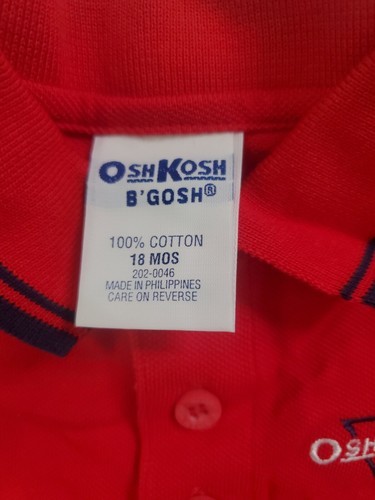 OSHKOSH
B'GOSH®
100% COTTON
18 MOS
202-0046
MADE IN PHILIPPINES
CARE ON REVERSE